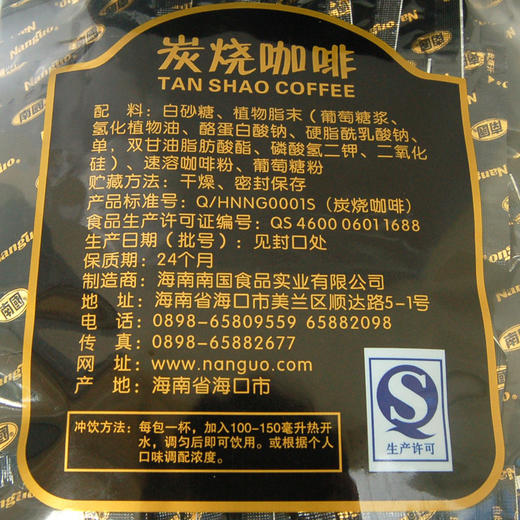 炭烧咖啡
TAN SHAO COFFEE
配 料：白砂糖、植物脂末（葡萄糖浆、
氢化植物油、酪蛋白酸钠、硬脂酰乳酸钠、
单，双甘油脂肪酸酯、磷酸氢二钾、二氧化
硅）、速溶咖啡粉、葡萄糖粉
贮藏方法：干燥、密封保存
产品标准号：Q/HNNG0001S（炭烧咖啡）
食品生产许可证编号：QS 4600 0601 1688
生产日期（批号）：见封口处
保质期：24个月
制造商：海南南国食品实业有限公司
地 址：海南省海口市美兰区顺达路5-1号
电 话：0898-65809559 65882098
传 真：0898-65882677
网 址：www.nanguo.com
产 地：海南省海口市
冲饮方法：每包一杯，加入100-150毫升热开
水，调匀后即可饮用。或根据个人
口味调配浓度。
QS
生产许可
南國
Nanguo